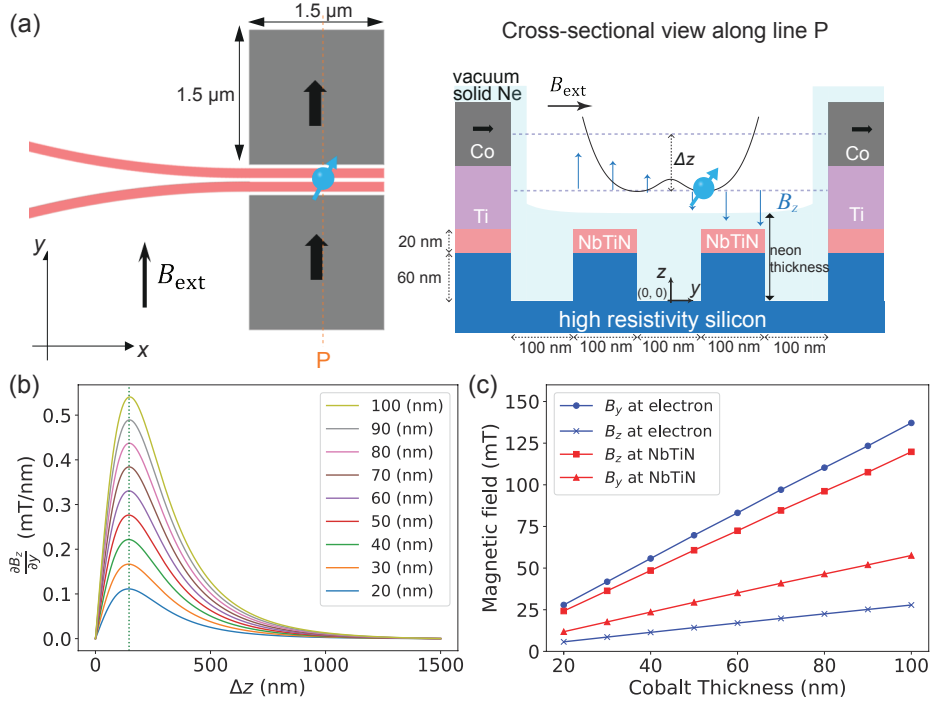 (a)
1.5 μm
1.5 μm
y
B_ext
x
P
Cross-sectional view along line P
vacuum
solid Ne
B_ext
Δz
Co
Co
Ti
Ti
B_z
20 nm
NbTiN
NbTiN
neon
thickness
60 nm
z
(0, 0)
y
high resistivity silicon
100 nm
100 nm
100 nm
100 nm
100 nm
(b)
∂B_z/∂y (mT/nm)
0.5
0.4
0.3
0.2
0.1
0.0
100 (nm)
90 (nm)
80 (nm)
70 (nm)
60 (nm)
50 (nm)
40 (nm)
30 (nm)
20 (nm)
0
500
1000
1500
Δz (nm)
(c)
Magnetic field (mT)
150
125
100
75
50
25
0
B_y at electron
B_z at electron
B_z at NbTiN
B_y at NbTiN
20
40
60
80
100
Cobalt Thickness (nm)